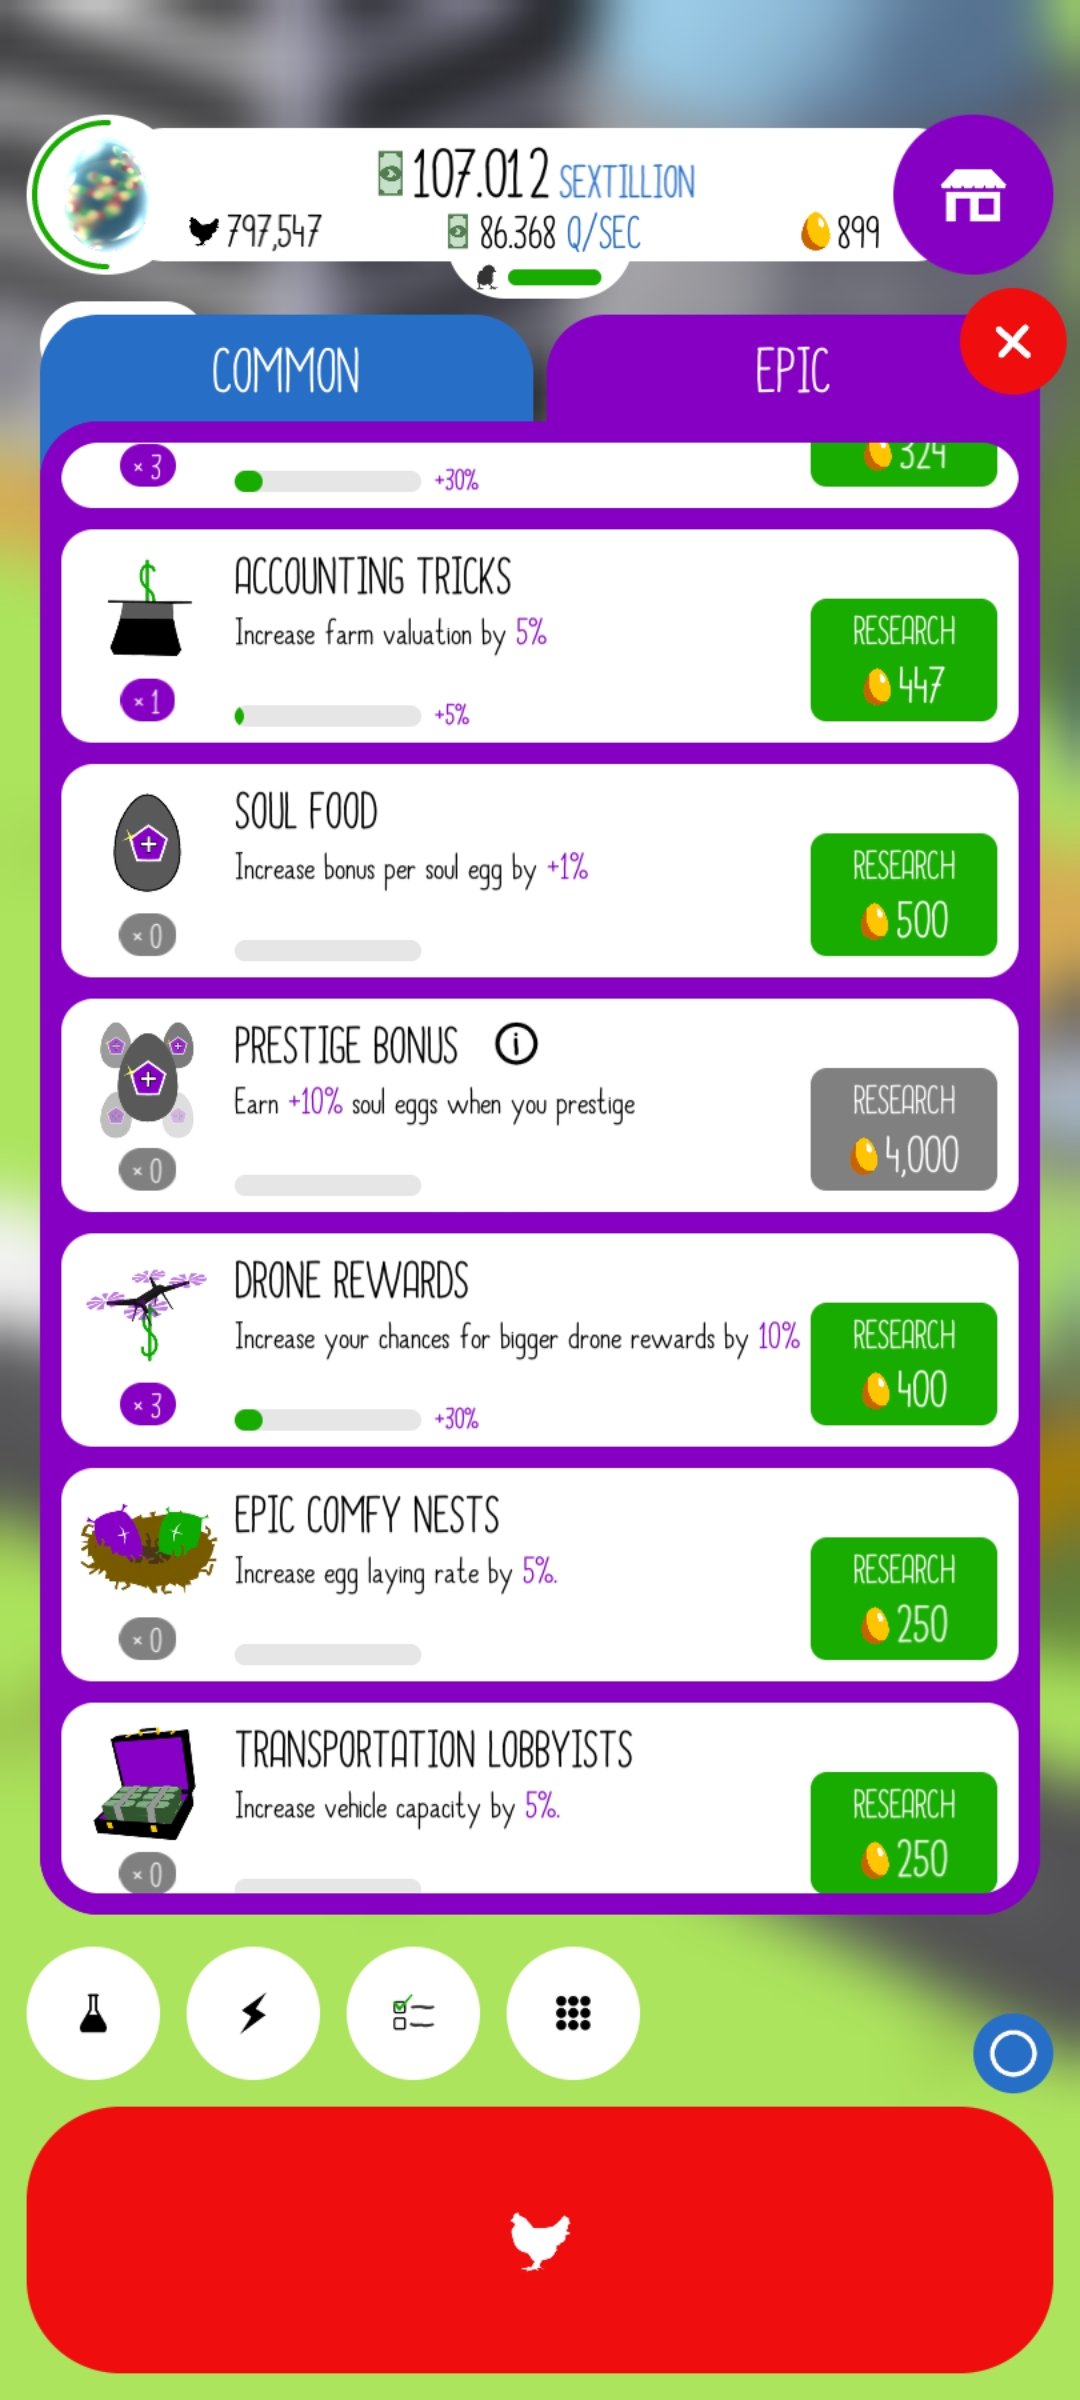 107.012 SEXTILLION
797,547
86.368 Q/SEC
899
COMMON
EPIC
× 3
+30%
324
ACCOUNTING TRICKS
Increase farm valuation by 5%
RESEARCH
447
× 1
+5%
SOUL FOOD
Increase bonus per soul egg by +1%
RESEARCH
500
× 0
PRESTIGE BONUS
Earn +10% soul eggs when you prestige
RESEARCH
4,000
× 0
DRONE REWARDS
Increase your chances for bigger drone rewards by 10%
RESEARCH
400
× 3
+30%
EPIC COMFY NESTS
Increase egg laying rate by 5%.
RESEARCH
250
× 0
TRANSPORTATION LOBBYISTS
Increase vehicle capacity by 5%.
RESEARCH
250
× 0